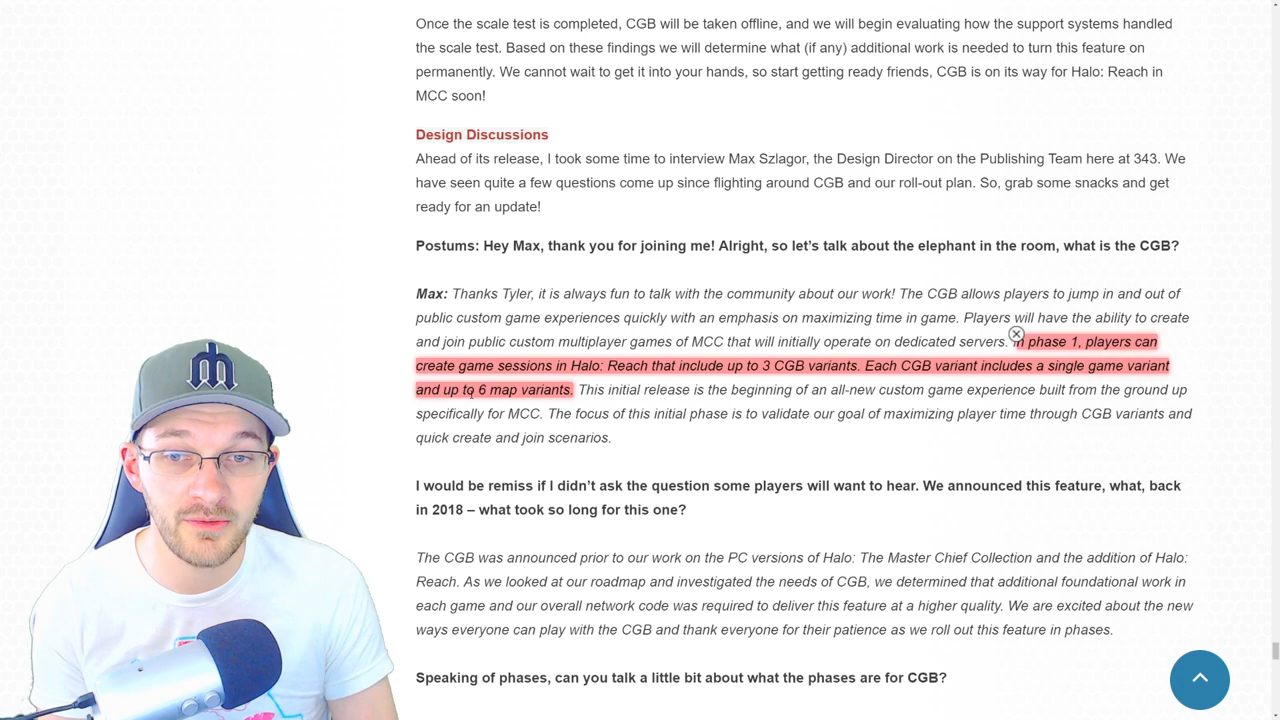 Once the scale test is completed, CGB will be taken offline, and we will begin evaluating how the support systems handled
the scale test. Based on these findings we will determine what (if any) additional work is needed to turn this feature on
permanently. We cannot wait to get it into your hands, so start getting ready friends, CGB is on its way for Halo: Reach in
MCC soon!
Design Discussions
Ahead of its release, I took some time to interview Max Szlagor, the Design Director on the Publishing Team here at 343. We
have seen quite a few questions come up since flighting around CGB and our roll-out plan. So, grab some snacks and get
ready for an update!
Postums: Hey Max, thank you for joining me! Alright, so let’s talk about the elephant in the room, what is the CGB?
Max: Thanks Tyler, it is always fun to talk with the community about our work! The CGB allows players to jump in and out of
public custom game experiences quickly with an emphasis on maximizing time in game. Players will have the ability to create
and join public custom multiplayer games of MCC that will initially operate on dedicated servers. In phase 1, players can
create game sessions in Halo: Reach that include up to 3 CGB variants. Each CGB variant includes a single game variant
and up to 6 map variants. This initial release is the beginning of an all-new custom game experience built from the ground up
specifically for MCC. The focus of this initial phase is to validate our goal of maximizing player time through CGB variants and
quick create and join scenarios.
I would be remiss if I didn’t ask the question some players will want to hear. We announced this feature, what, back
in 2018 – what took so long for this one?
The CGB was announced prior to our work on the PC versions of Halo: The Master Chief Collection and the addition of Halo:
Reach. As we looked at our roadmap and investigated the needs of CGB, we determined that additional foundational work in
each game and our overall network code was required to deliver this feature at a higher quality. We are excited about the new
ways everyone can play with the CGB and thank everyone for their patience as we roll out this feature in phases.
Speaking of phases, can you talk a little bit about what the phases are for CGB?